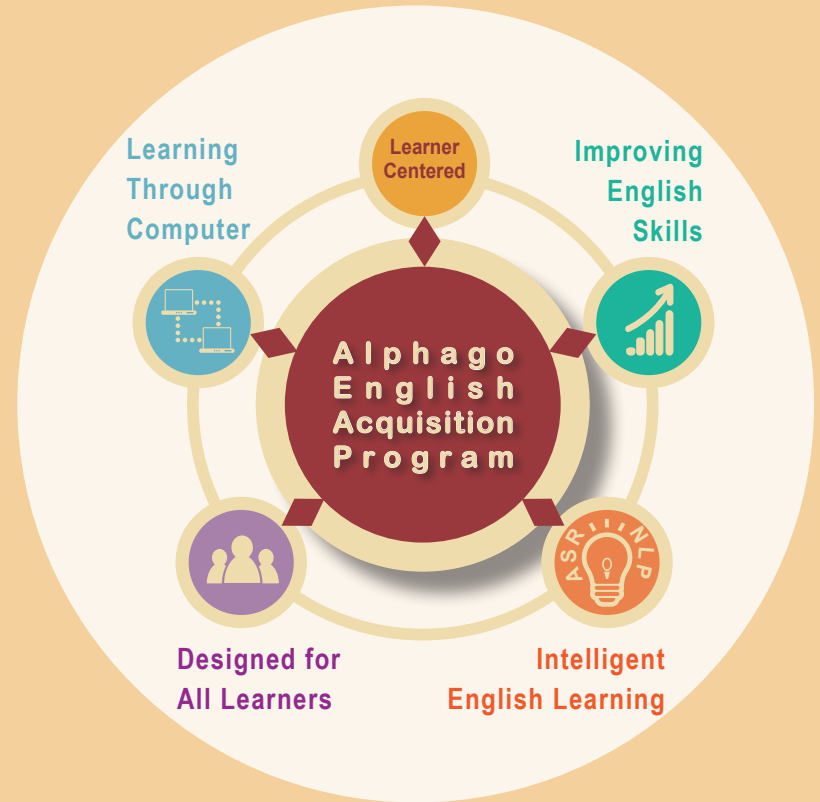 Learner
Centered
Learning
Through
Computer
Improving
English
Skills
Alphago
English
Acquisition
Program
ASR
NLP
Designed for
All Learners
Intelligent
English Learning